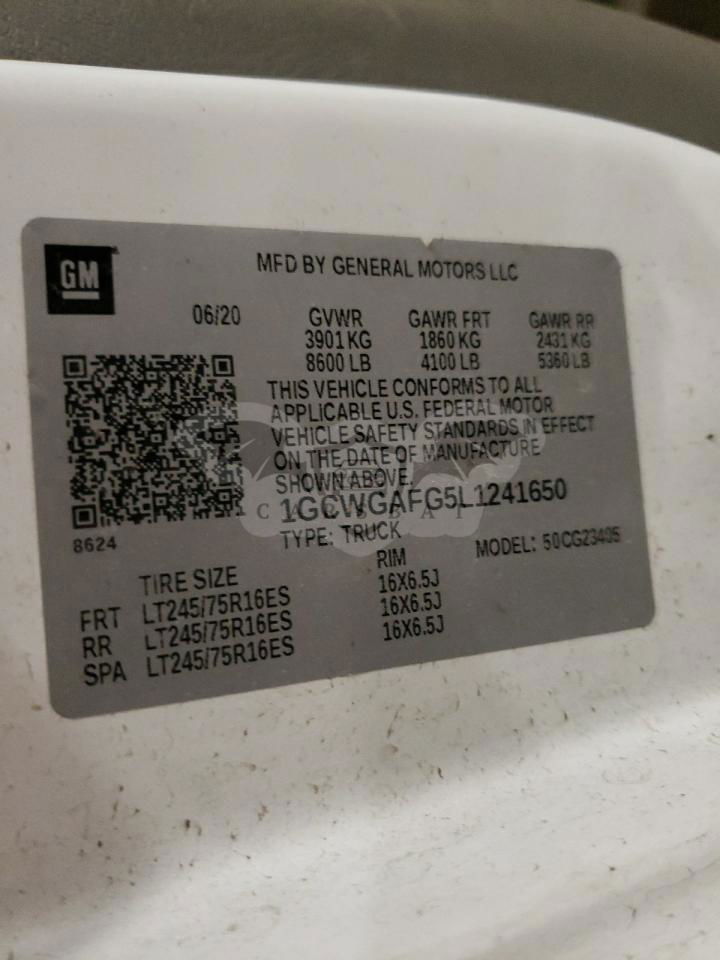 GM
MFD BY GENERAL MOTORS LLC
06/20 GVWR GAWR FRT GAWR RR
3901 KG 1860 KG 2431 KG
8600 LB 4100 LB 5360 LB
THIS VEHICLE CONFORMS TO ALL
APPLICABLE U.S. FEDERAL MOTOR
VEHICLE SAFETY STANDARDS IN EFFECT
ON THE DATE OF MANUFACTURE
SHOWN ABOVE.
1GCWGAFG5L1241650
8624
TYPE: TRUCK MODEL: 50CG23405
TIRE SIZE RIM
FRT LT245/75R16ES 16X6.5J
RR LT245/75R16ES 16X6.5J
SPA LT245/75R16ES 16X6.5J